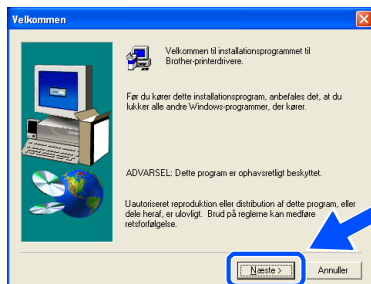 Velkommen
Velkommen til installationsprogrammet til
Brother-printerdrivere.
Før du kører dette installationsprogram, anbefales det, at du
lukker alle andre Windows-programmer, der kører.
ADVARSEL: Dette program er ophavsretligt beskyttet.
Uautoriseret reproduktion eller distribution af dette program, eller
dele heraf, er ulovligt. Brud på reglerne kan medføre
retsforfølgelse.
Næste >
Annuller